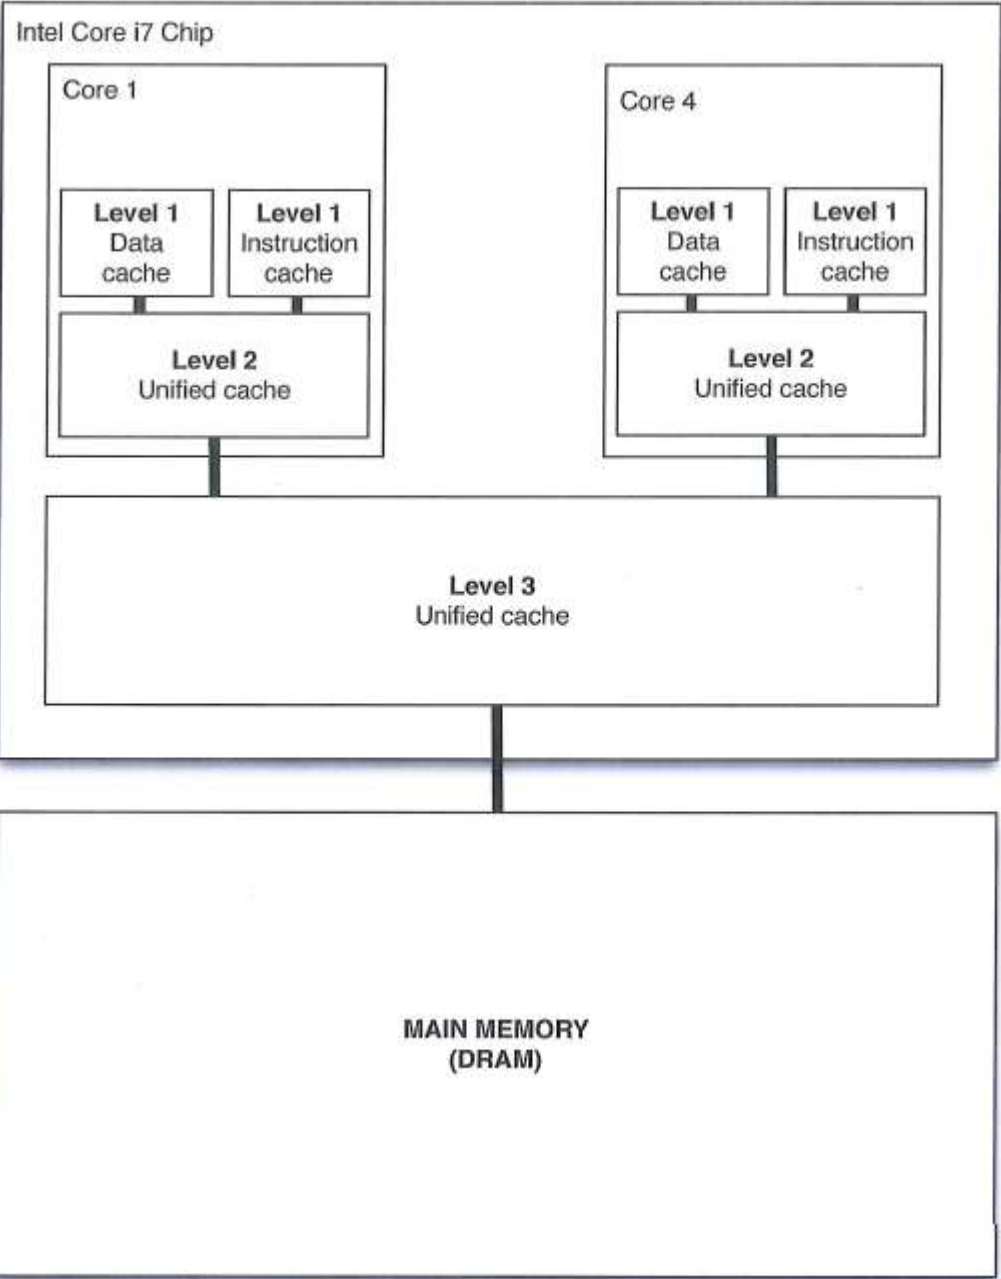 Intel Core i7 Chip
Core 1
Level 1
Data
cache
Level 1
Instruction
cache
Level 2
Unified cache
Core 4
Level 1
Data
cache
Level 1
Instruction
cache
Level 2
Unified cache
Level 3
Unified cache
MAIN MEMORY
(DRAM)